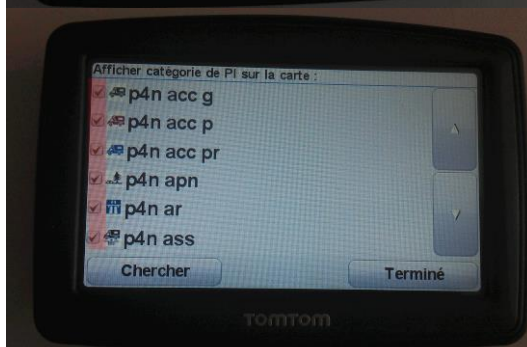 Afficher catégorie de PI sur la carte :
p4n acc g
p4n acc p
p4n acc pr
p4n apn
p4n ar
p4n ass
Chercher
Terminé
TOMTOM